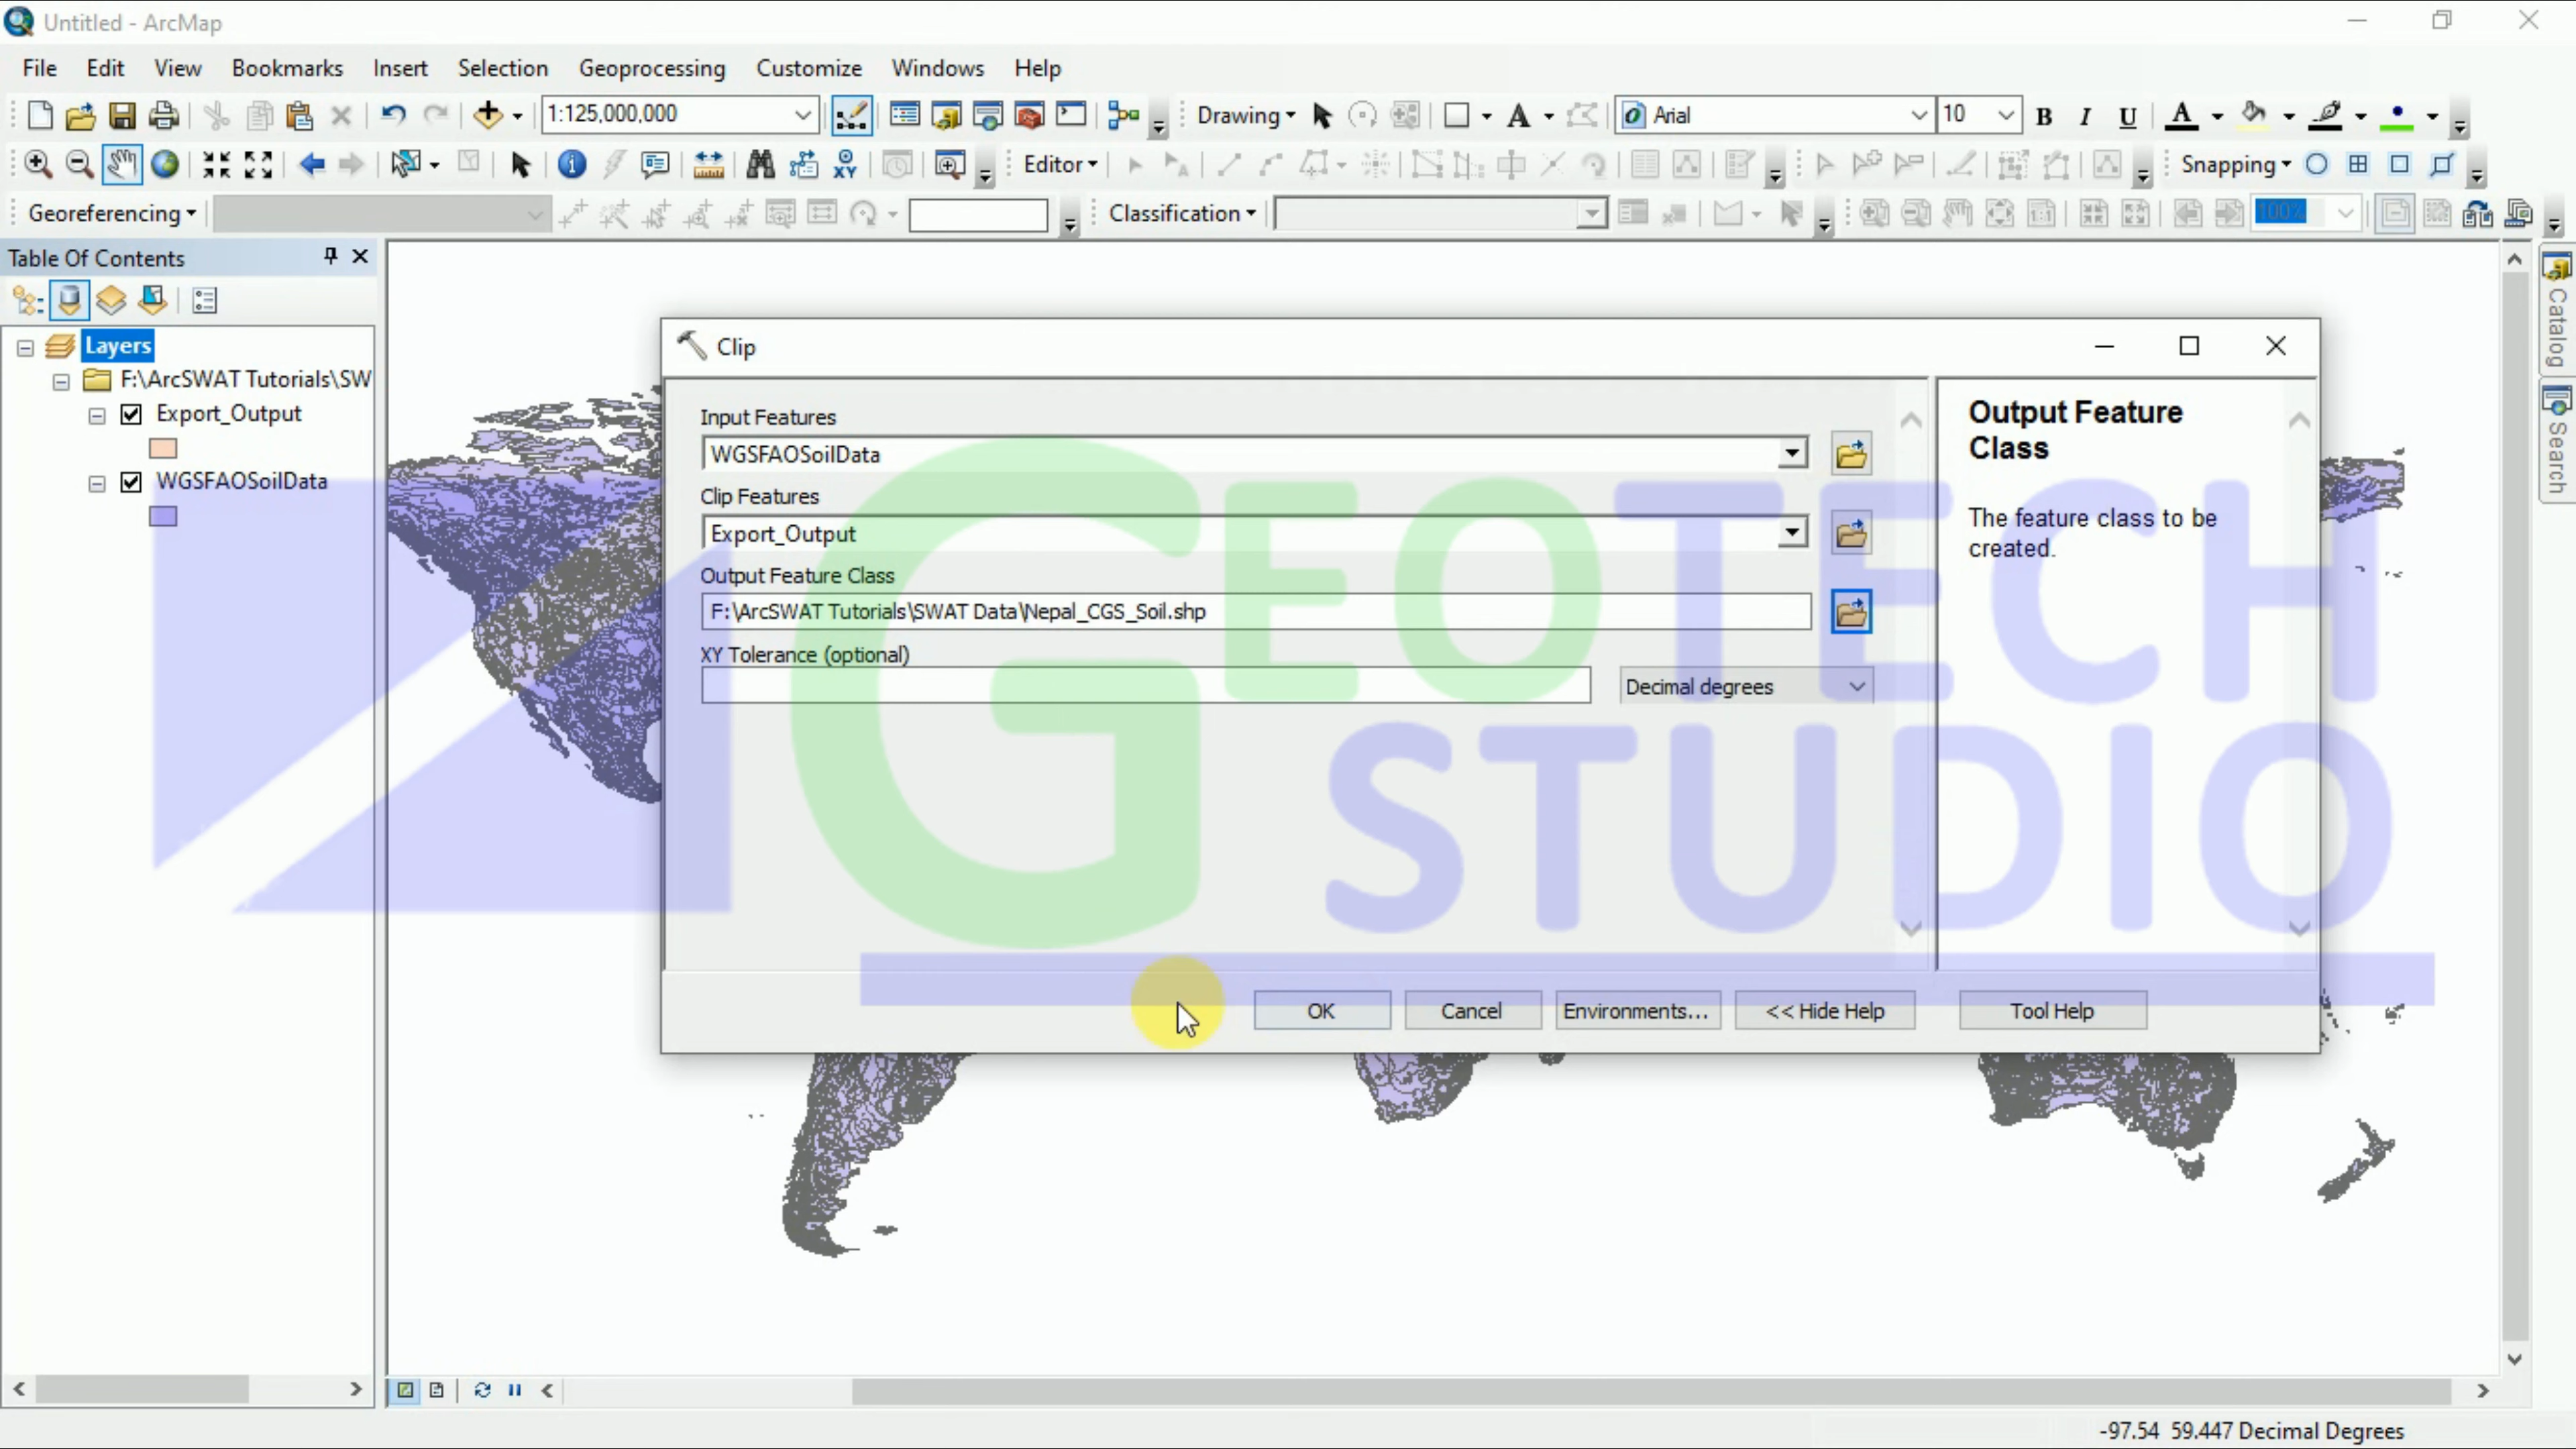 Untitled - ArcMap
File Edit View Bookmarks Insert Selection Geoprocessing Customize Windows Help
1:125,000,000 Drawing Arial 10 B I U A
Editor Snapping
Georeferencing Classification 100%
Table Of Contents
Layers
F:\ArcSWAT Tutorials\SW
Export_Output
WGSFAOSoilData
Clip
Input Features
WGSFAOSoilData
Clip Features
Export_Output
Output Feature Class
F:\ArcSWAT Tutorials\SWAT Data\Nepal_CGS_Soil.shp
XY Tolerance (optional)
Decimal degrees
Output Feature
Class
The feature class to be
created.
OK Cancel Environments... << Hide Help Tool Help
GEOTECH
STUDIO
Catalog
Search
-97.54 59.447 Decimal Degrees